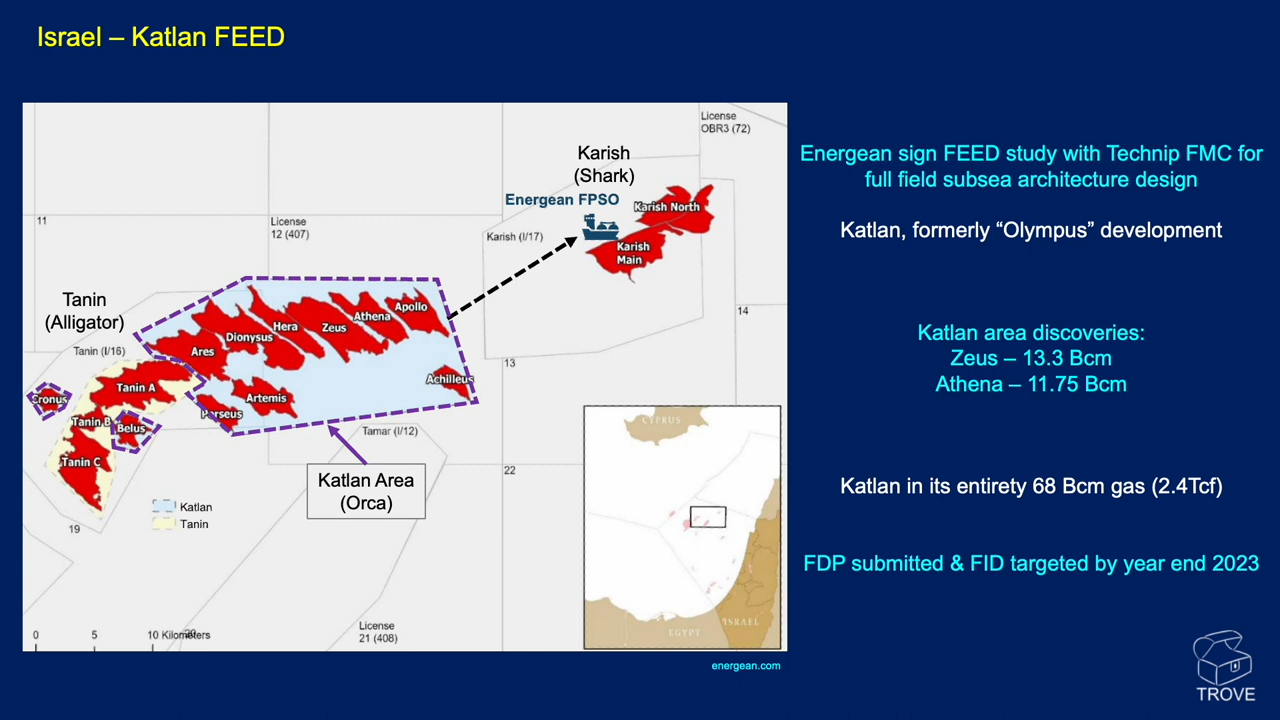 Israel – Katlan FEED
License
OBR3 (72)
Karish
(Shark)
Energean FPSO
Karish North
11
License
12 (407)
Karish (I/17)
Karish
Main
Tanin
(Alligator)
Apollo
Athena
Hera
Zeus
Dionysus
14
Tanin (I/16)
Ares
13
Achilleus
Tanin A
Cronus
Artemis
Perseus
Tanin B
Belus
Tamar (I/12)
Tanin C
22
Katlan Area
(Orca)
Katlan
Tanin
19
CYPRUS
ISRAEL
EGYPT
License
21 (408)
0 5 10 Kilometers
20
energean.com
Energean sign FEED study with Technip FMC for
full field subsea architecture design
Katlan, formerly “Olympus” development
Katlan area discoveries:
Zeus – 13.3 Bcm
Athena – 11.75 Bcm
Katlan in its entirety 68 Bcm gas (2.4Tcf)
FDP submitted & FID targeted by year end 2023
TROVE